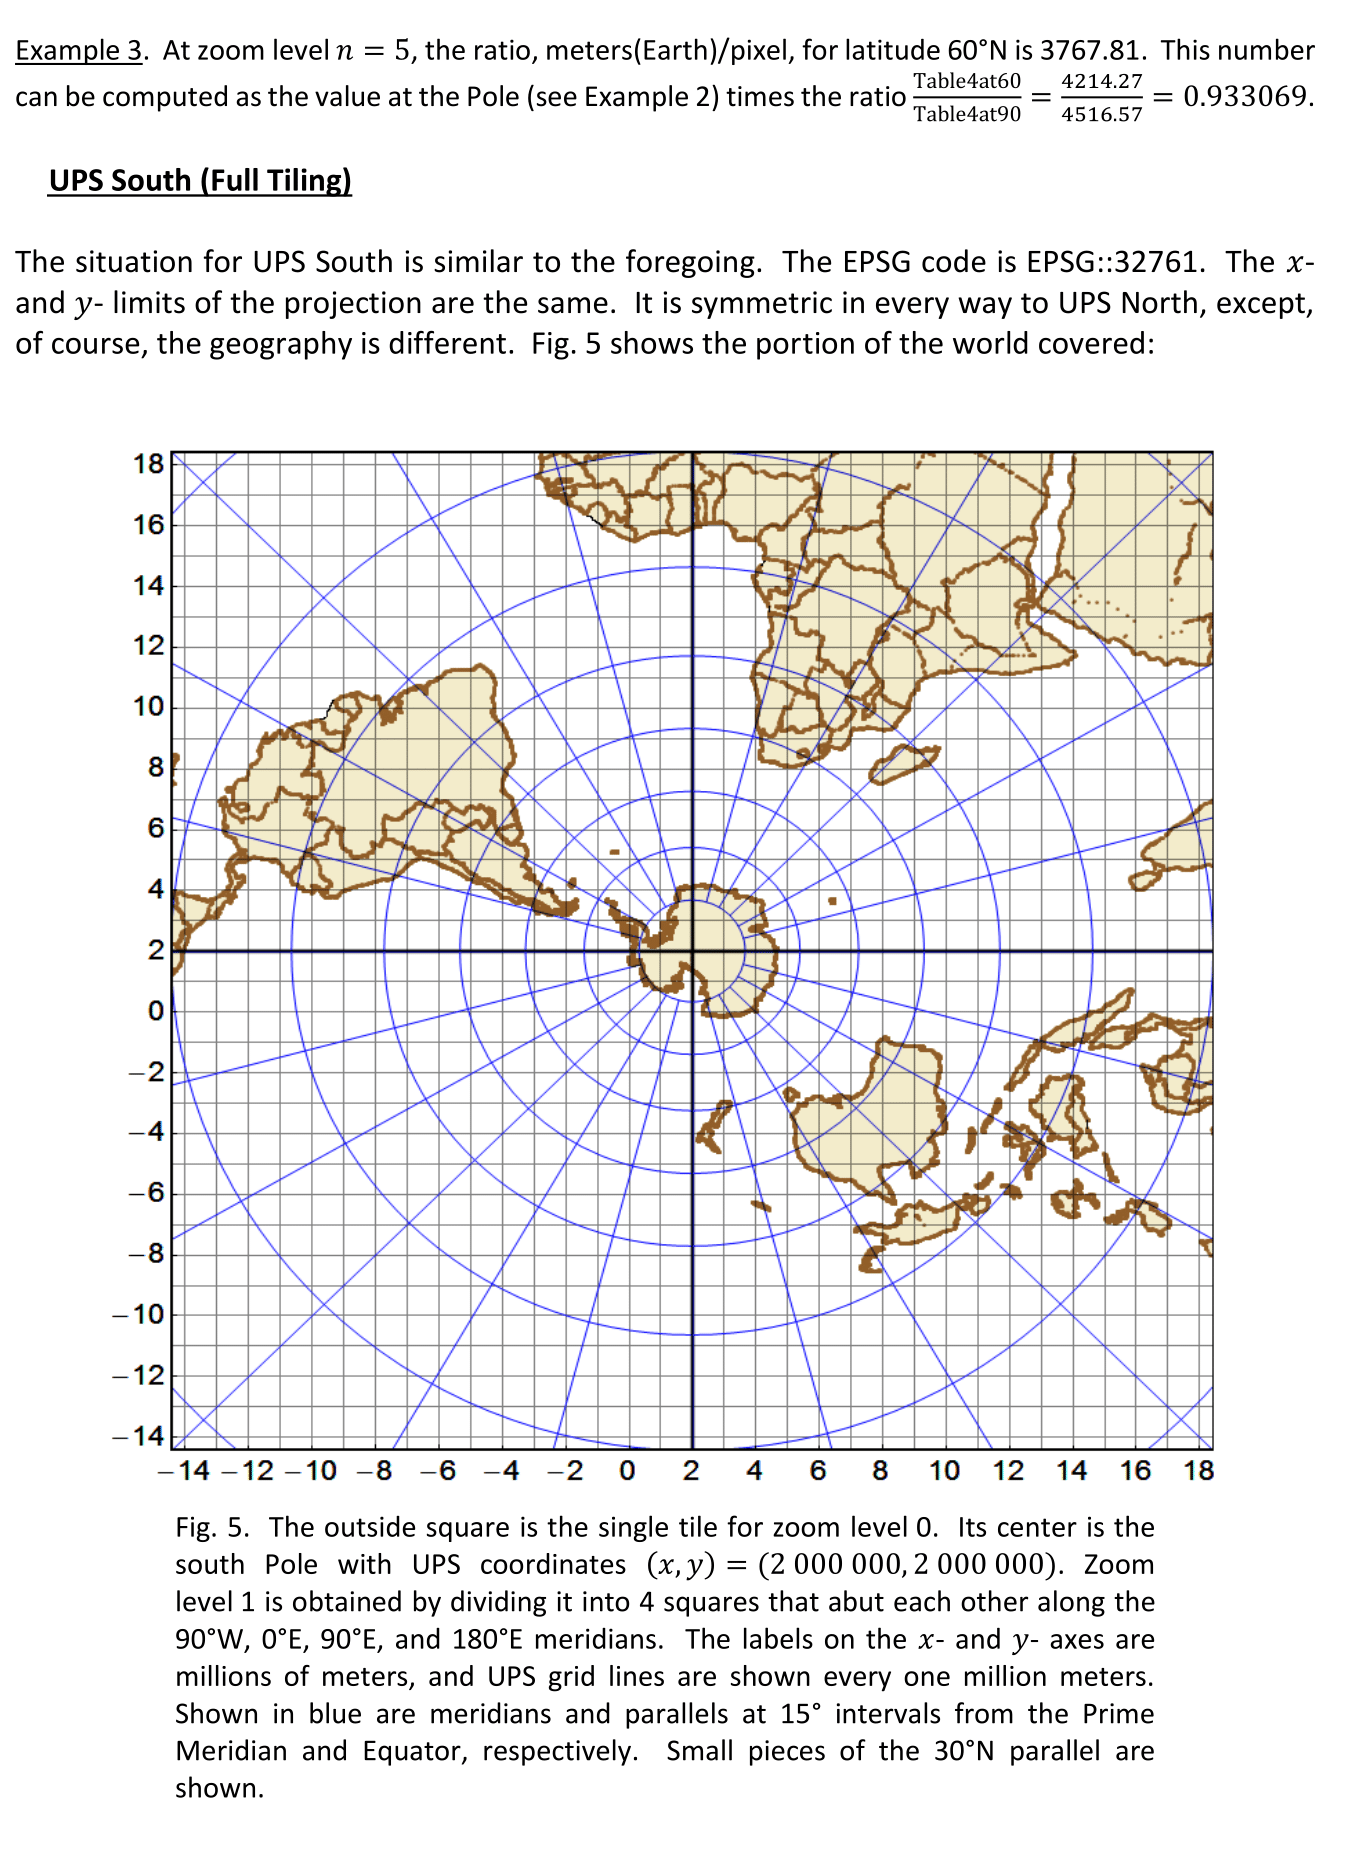 Example 3. At zoom level n = 5, the ratio, meters(Earth)/pixel, for latitude 60°N is 3767.81. This number
can be computed as the value at the Pole (see Example 2) times the ratio Table4at60/Table4at90 = 4214.27/4516.57 = 0.933069.
UPS South (Full Tiling)
The situation for UPS South is similar to the foregoing. The EPSG code is EPSG::32761. The x-
and y- limits of the projection are the same. It is symmetric in every way to UPS North, except,
of course, the geography is different. Fig. 5 shows the portion of the world covered:
18
16
14
12
10
8
6
4
2
0
−2
−4
−6
−8
−10
−12
−14
−14 −12 −10 −8 −6 −4 −2 0 2 4 6 8 10 12 14 16 18
Fig. 5. The outside square is the single tile for zoom level 0. Its center is the
south Pole with UPS coordinates (x, y) = (2 000 000, 2 000 000). Zoom
level 1 is obtained by dividing it into 4 squares that abut each other along the
90°W, 0°E, 90°E, and 180°E meridians. The labels on the x- and y- axes are
millions of meters, and UPS grid lines are shown every one million meters.
Shown in blue are meridians and parallels at 15° intervals from the Prime
Meridian and Equator, respectively. Small pieces of the 30°N parallel are
shown.